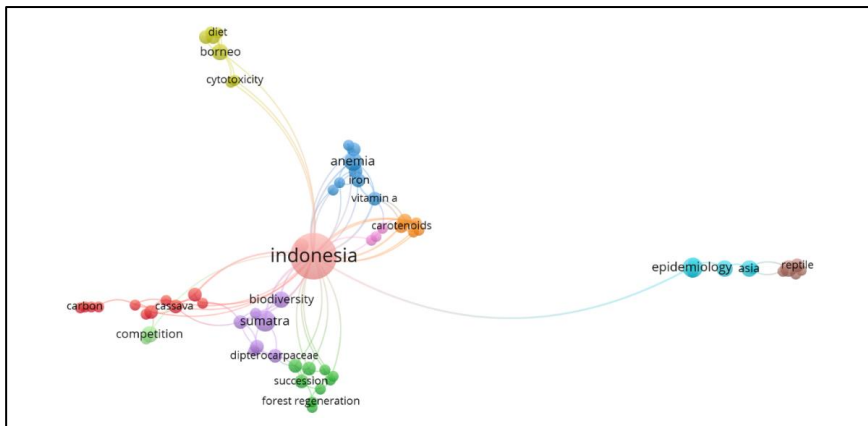 diet
borneo
cytotoxicity
anemia
iron
vitamin a
carotenoids
indonesia
epidemiology
asia
reptile
biodiversity
carbon
cassava
sumatra
competition
dipterocarpaceae
succession
forest regeneration